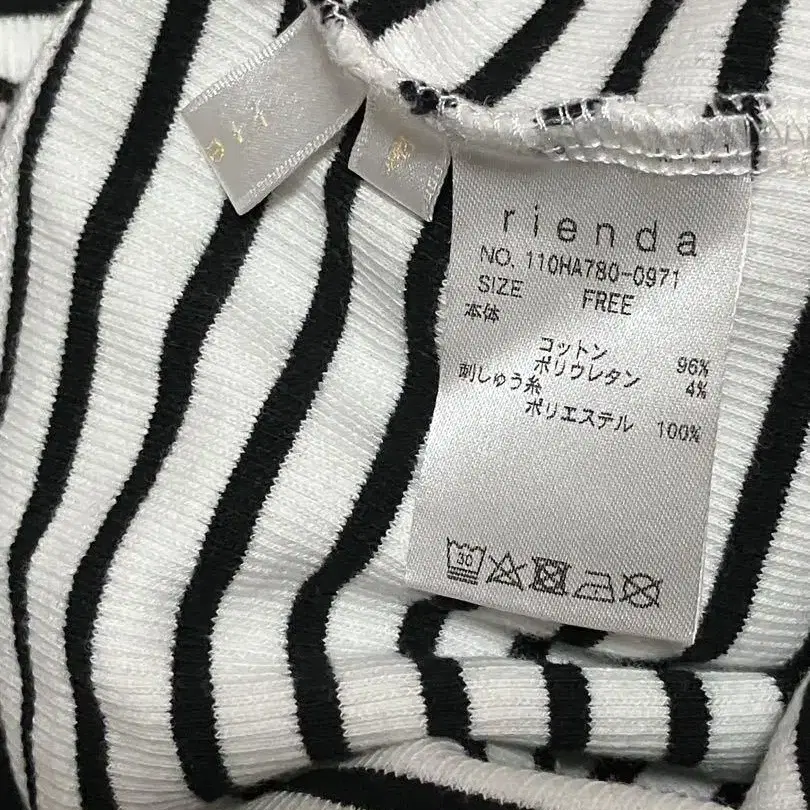 rienda
NO. 110HA780-0971
SIZE FREE
本体
コットン 96%
ポリウレタン 4%
刺しゅう糸
ポリエステル 100%
30